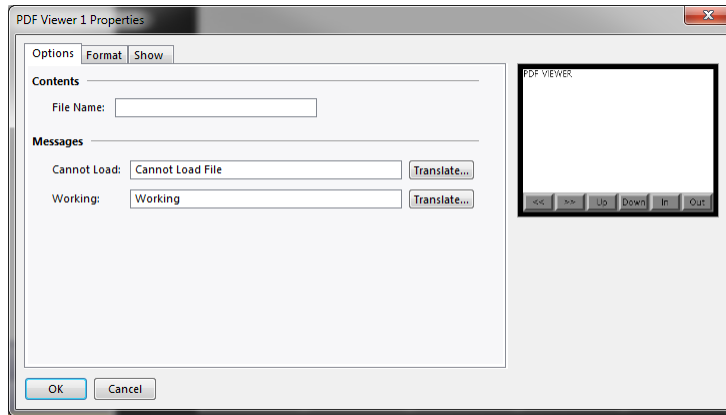 PDF Viewer 1 Properties
X
Options Format Show
Contents
File Name:
Messages
Cannot Load: Cannot Load File Translate...
Working: Working Translate...
OK Cancel
PDF VIEWER
<< >> Up Down In Out